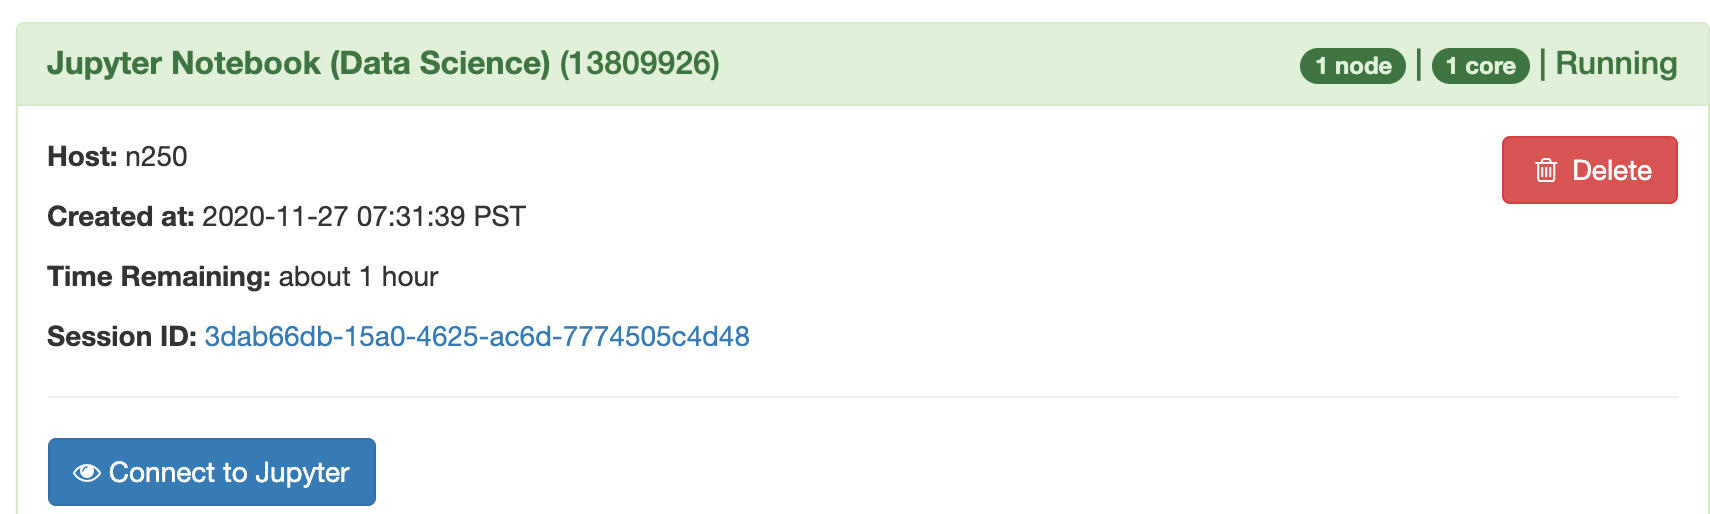 Jupyter Notebook (Data Science) (13809926)
1 node | 1 core | Running
Host: n250
Delete
Created at: 2020-11-27 07:31:39 PST
Time Remaining: about 1 hour
Session ID: 3dab66db-15a0-4625-ac6d-7774505c4d48
Connect to Jupyter